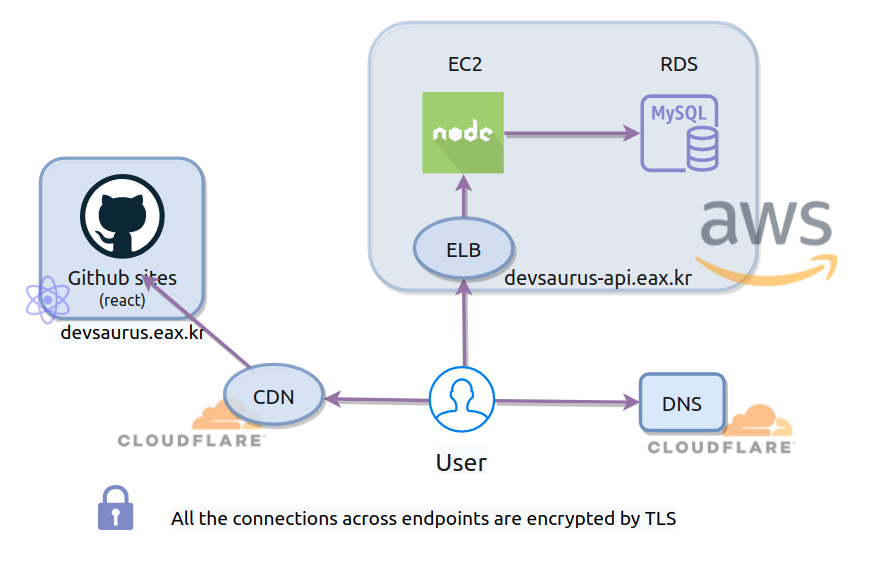 EC2
RDS
node
MySQL
aws
Github sites
(react)
ELB
devsaurus-api.eax.kr
devsaurus.eax.kr
CDN
DNS
CLOUDFLARE
CLOUDFLARE
User
All the connections across endpoints are encrypted by TLS